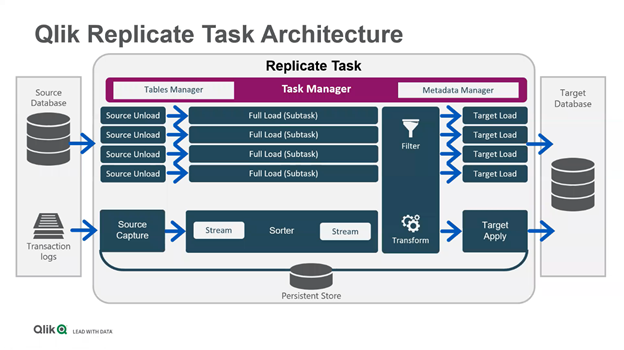 Qlik Replicate Task Architecture
Replicate Task
Source
Database
Tables Manager
Task Manager
Metadata Manager
Target
Database
Source Unload
Full Load (Subtask)
Target Load
Source Unload
Full Load (Subtask)
Target Load
Source Unload
Full Load (Subtask)
Target Load
Source Unload
Full Load (Subtask)
Target Load
Filter
Transaction
logs
Source
Capture
Stream
Sorter
Stream
Transform
Target
Apply
Persistent Store
Qlik
LEAD WITH DATA